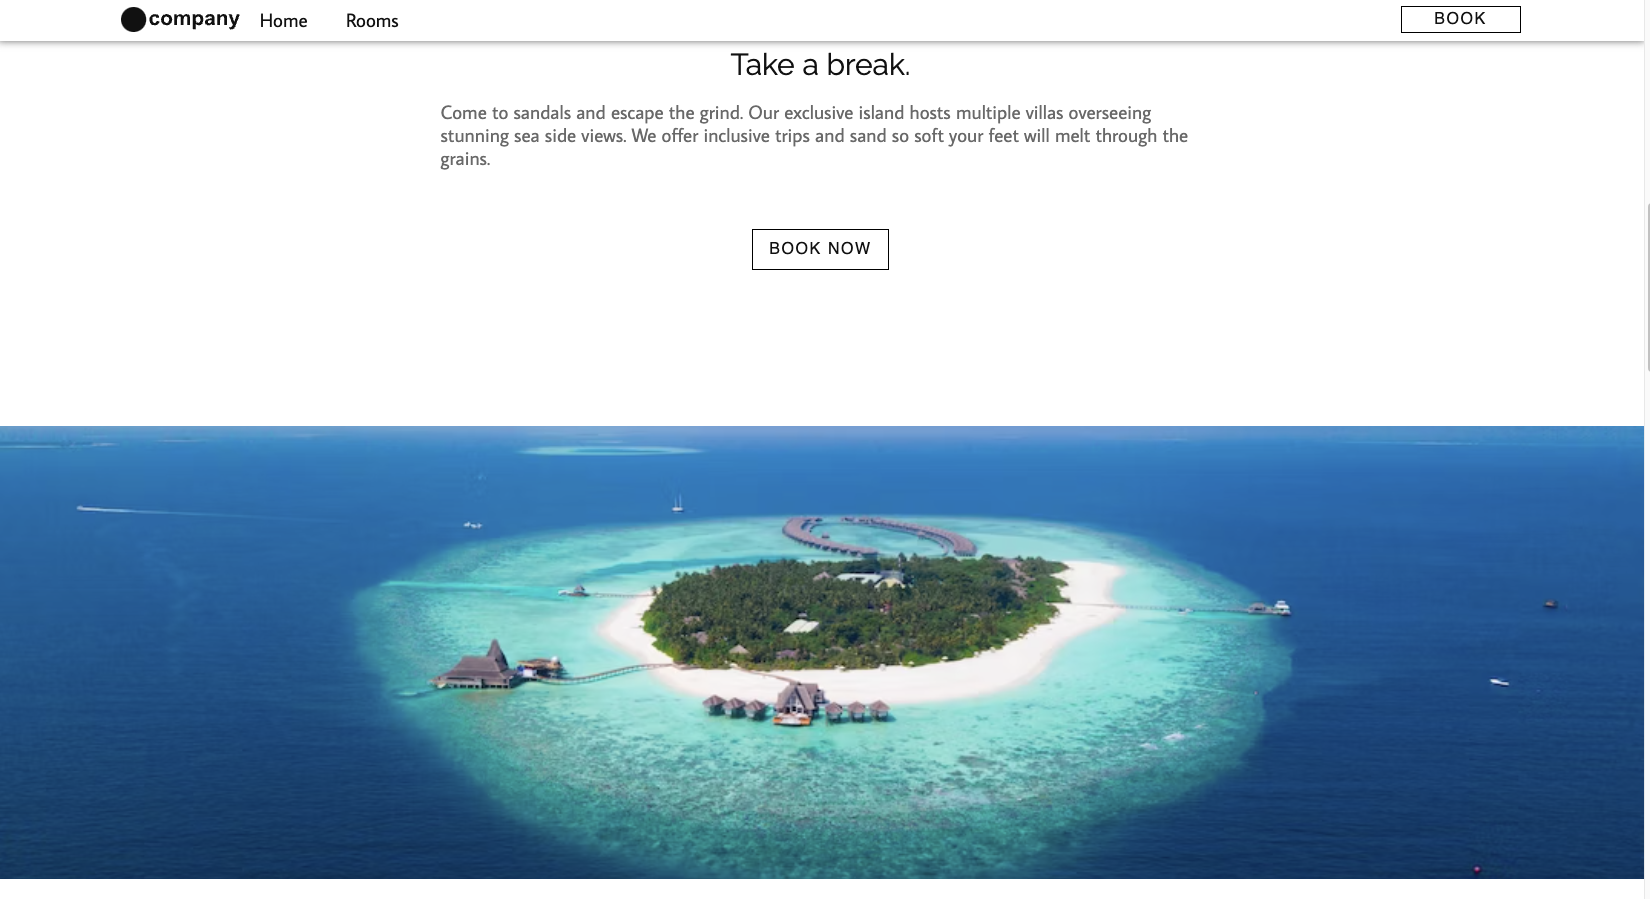 company
Home
Rooms
BOOK
Take a break.
Come to sandals and escape the grind. Our exclusive island hosts multiple villas overseeing
stunning sea side views. We offer inclusive trips and sand so soft your feet will melt through the
grains.
BOOK NOW